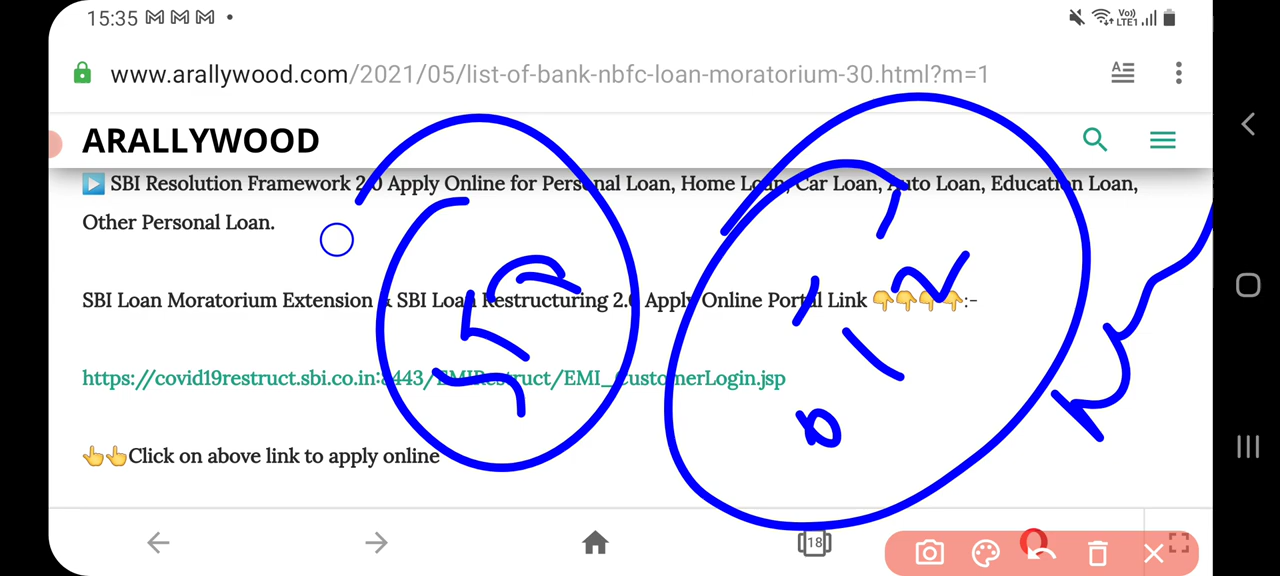 15:35
Vo))
LTE1
www.arallywood.com/2021/05/list-of-bank-nbfc-loan-moratorium-30.html?m=1
ARALLYWOOD
SBI Resolution Framework 2.0 Apply Online for Personal Loan, Home Loan, Car Loan, Auto Loan, Education Loan,
Other Personal Loan.
SBI Loan Moratorium Extension & SBI Loan Restructuring 2.0 Apply Online Portal Link 👇👇👇👇:-
https://covid19restruct.sbi.co.in:8443/EMIRestruct/EMI_CustomerLogin.jsp
👆👆Click on above link to apply online
18